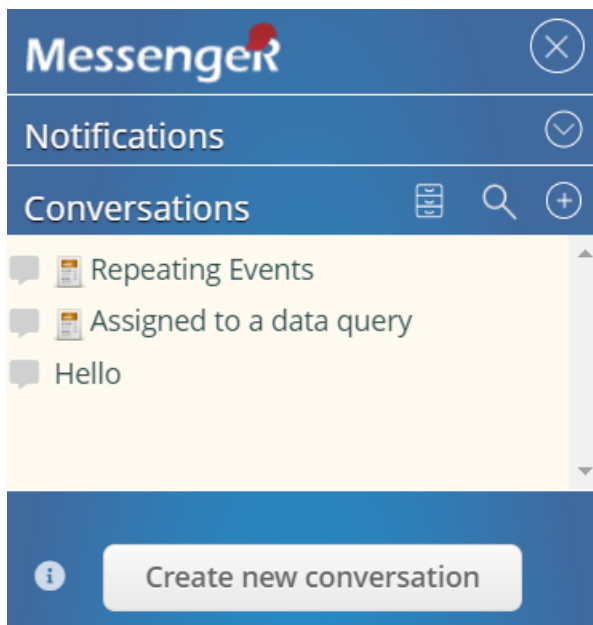 MessengeR
Notifications
Conversations
Repeating Events
Assigned to a data query
Hello
Create new conversation